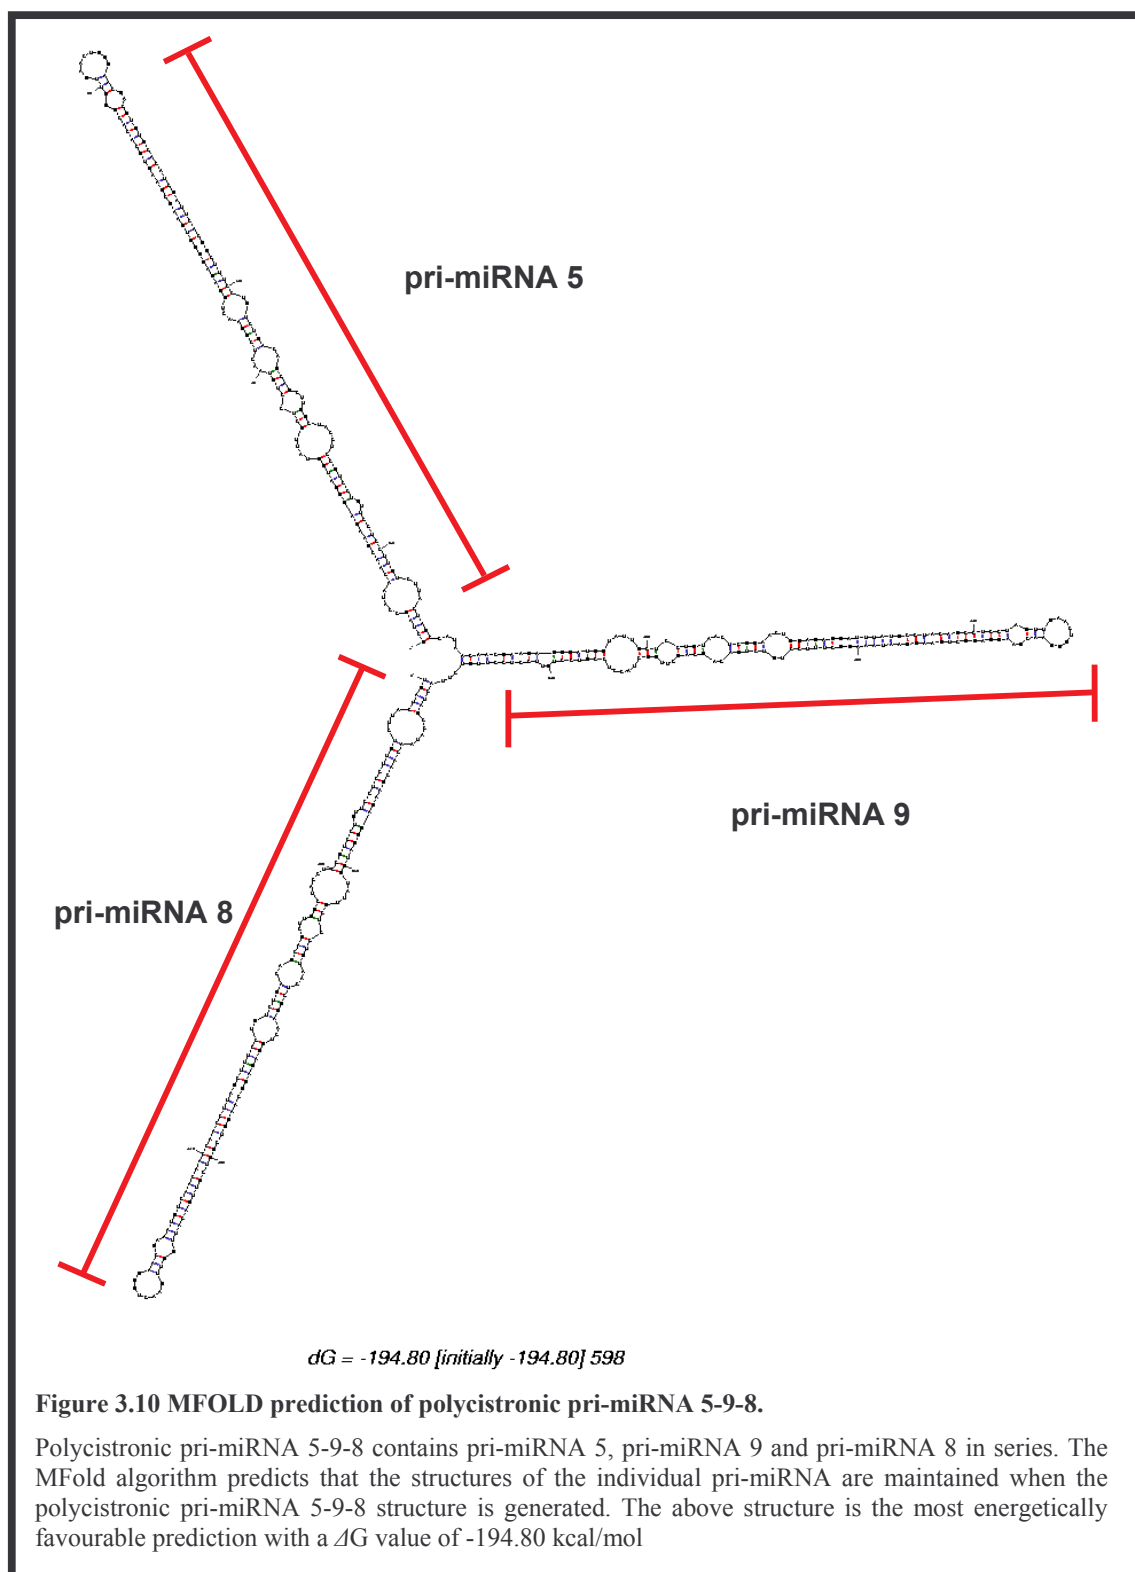 pri-miRNA 5
pri-miRNA 9
pri-miRNA 8
dG = -194.80 [initially -194.80] 598
Figure 3.10 MFOLD prediction of polycistronic pri-miRNA 5-9-8.
Polycistronic pri-miRNA 5-9-8 contains pri-miRNA 5, pri-miRNA 9 and pri-miRNA 8 in series. The
MFold algorithm predicts that the structures of the individual pri-miRNA are maintained when the
polycistronic pri-miRNA 5-9-8 structure is generated. The above structure is the most energetically
favourable prediction with a ΔG value of -194.80 kcal/mol